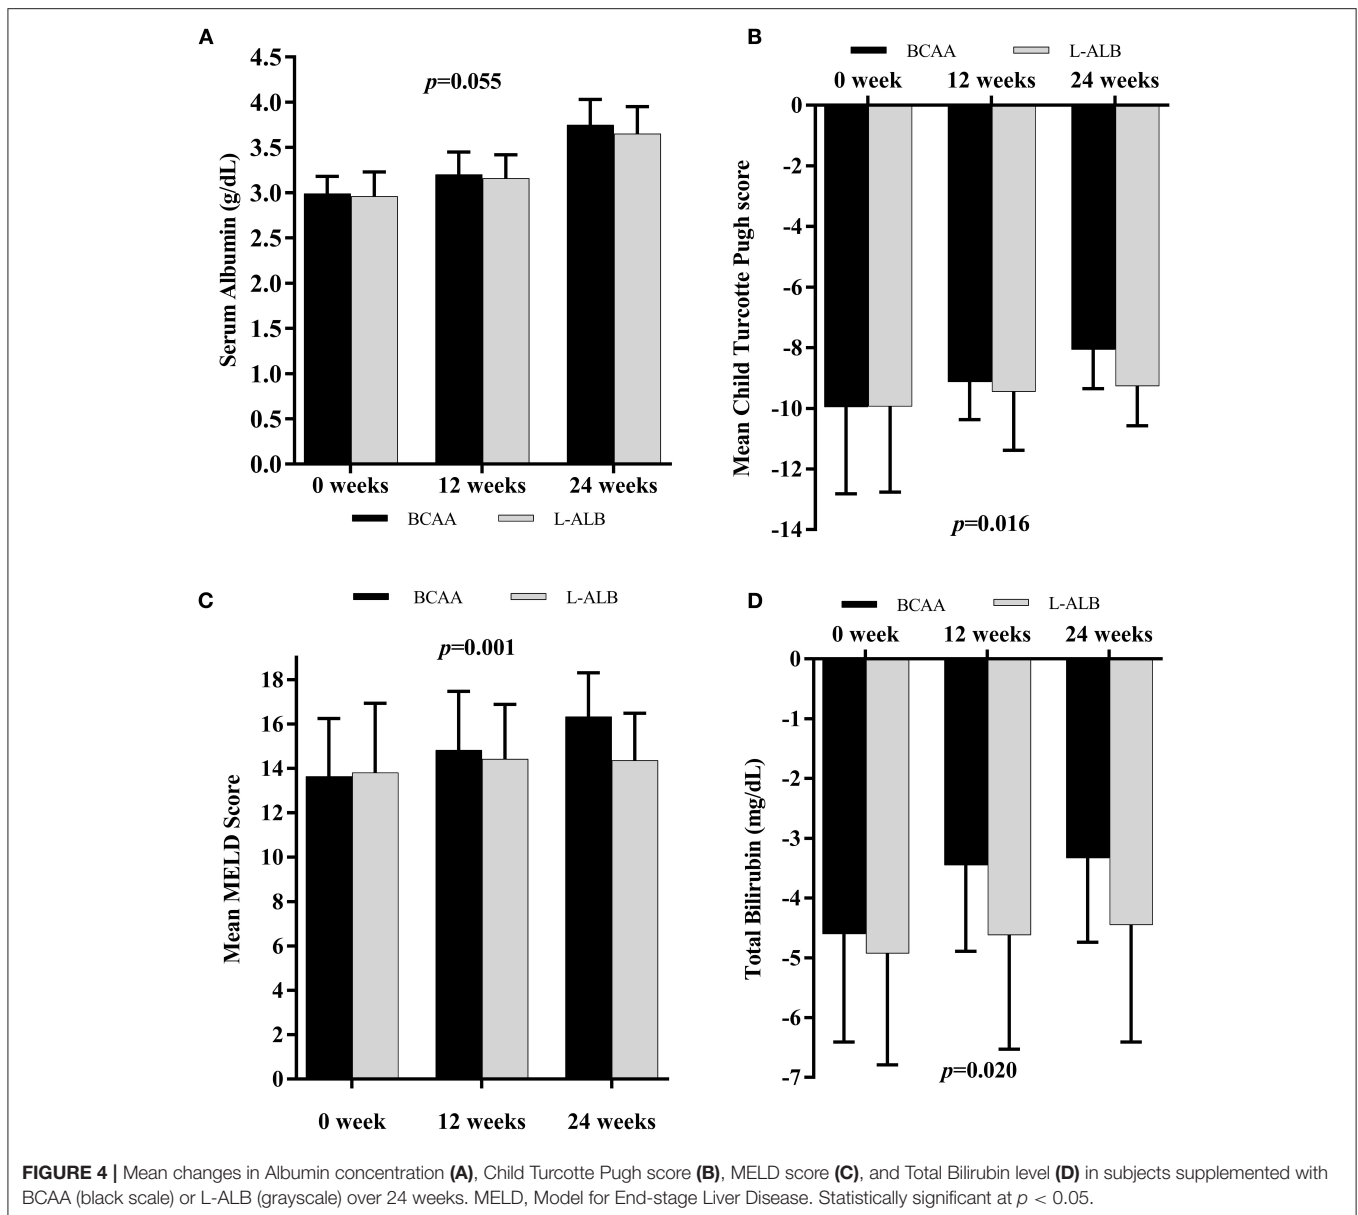 A
4.5
4.0
3.5
3.0
2.5
2.0
1.5
1.0
0.5
0.0
Serum Albumin (g/dL)
p=0.055
0 weeks 12 weeks 24 weeks
BCAA L-ALB
B
BCAA L-ALB
0 week 12 weeks 24 weeks
0
-2
-4
-6
-8
-10
-12
-14
Mean Child Turcotte Pugh score
p=0.016
C
BCAA L-ALB
p=0.001
18
16
14
12
10
8
6
4
2
0
Mean MELD Score
0 week 12 weeks 24 weeks
D
BCAA L-ALB
0 week 12 weeks 24 weeks
0
-1
-2
-3
-4
-5
-6
-7
Total Bilirubin (mg/dL)
p=0.020
FIGURE 4 | Mean changes in Albumin concentration (A), Child Turcotte Pugh score (B), MELD score (C), and Total Bilirubin level (D) in subjects supplemented with
BCAA (black scale) or L-ALB (grayscale) over 24 weeks. MELD, Model for End-stage Liver Disease. Statistically significant at p < 0.05.